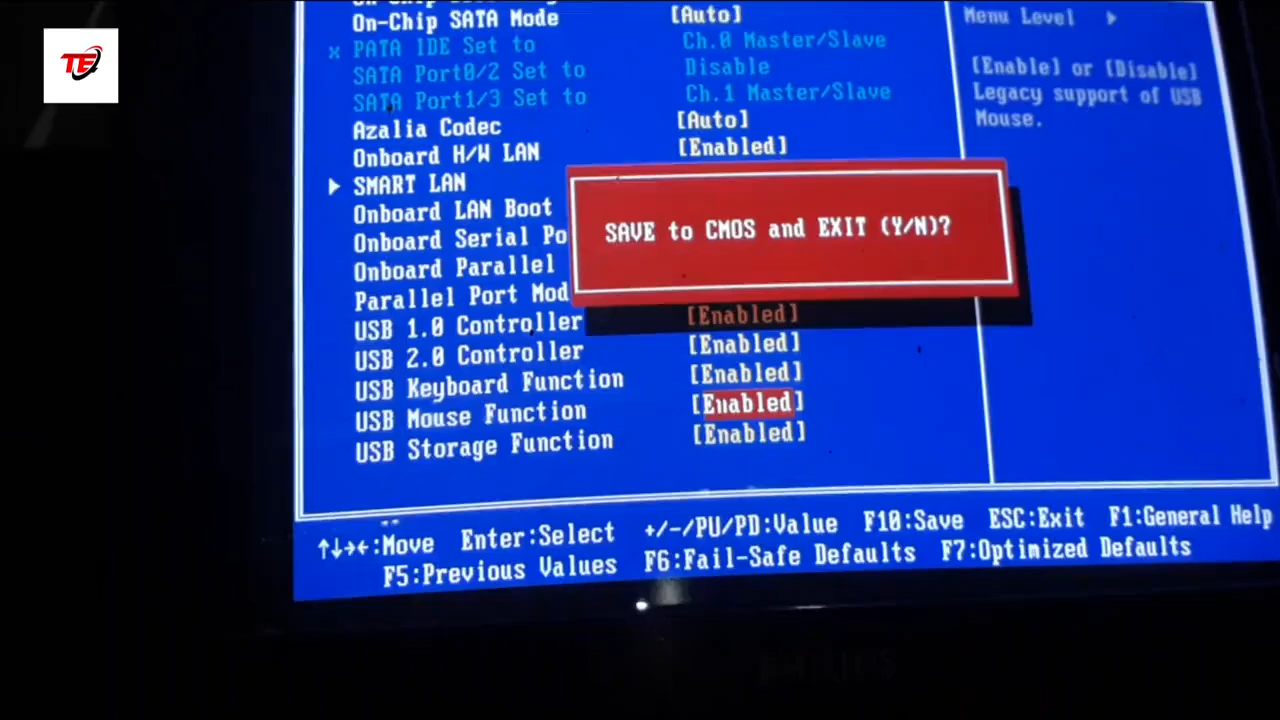 On-Chip SATA Mode [Auto]
x PATA IDE Set to Ch.0 Master/Slave
SATA Port0/2 Set to Disable
SATA Port1/3 Set to Ch.1 Master/Slave
Azalia Codec [Auto]
Onboard H/W LAN [Enabled]
SMART LAN
Onboard LAN Boot
Onboard Serial Po
Onboard Parallel
Parallel Port Mod
USB 1.0 Controller [Enabled]
USB 2.0 Controller [Enabled]
USB Keyboard Function [Enabled]
USB Mouse Function [Enabled]
USB Storage Function [Enabled]
Menu Level
[Enable] or [Disable]
Legacy support of USB
Mouse.
SAVE to CMOS and EXIT (Y/N)?
↑↓→←:Move Enter:Select +/-/PU/PD:Value F10:Save ESC:Exit F1:General Help
F5:Previous Values F6:Fail-Safe Defaults F7:Optimized Defaults
TE